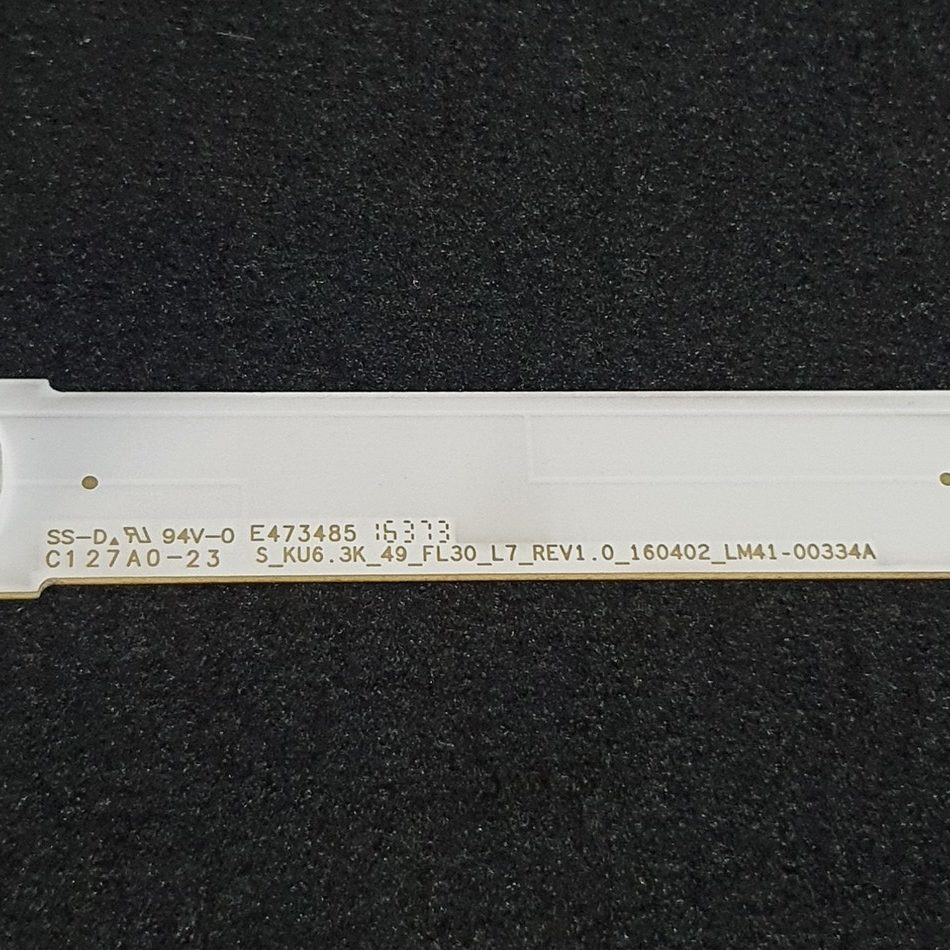 SS-D 94V-0 E473485 16373
C127A0-23 S_KU6.3K_49_FL30_L7_REV1.0_160402_LM41-00334A